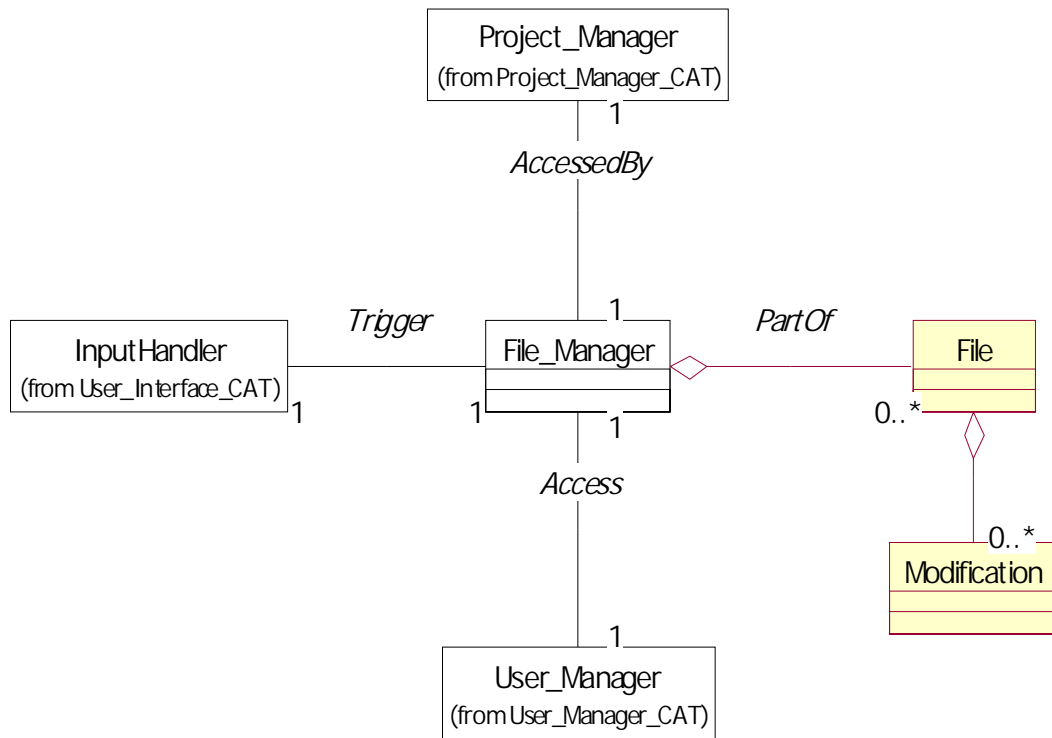 Project_Manager
(from Project_Manager_CAT)
1
AccessedBy
1
Trigger
PartOf
InputHandler
(from User_Interface_CAT)
File_Manager
File
1
1
1
0..*
Access
0..*
Modification
1
User_Manager
(from User_Manager_CAT)